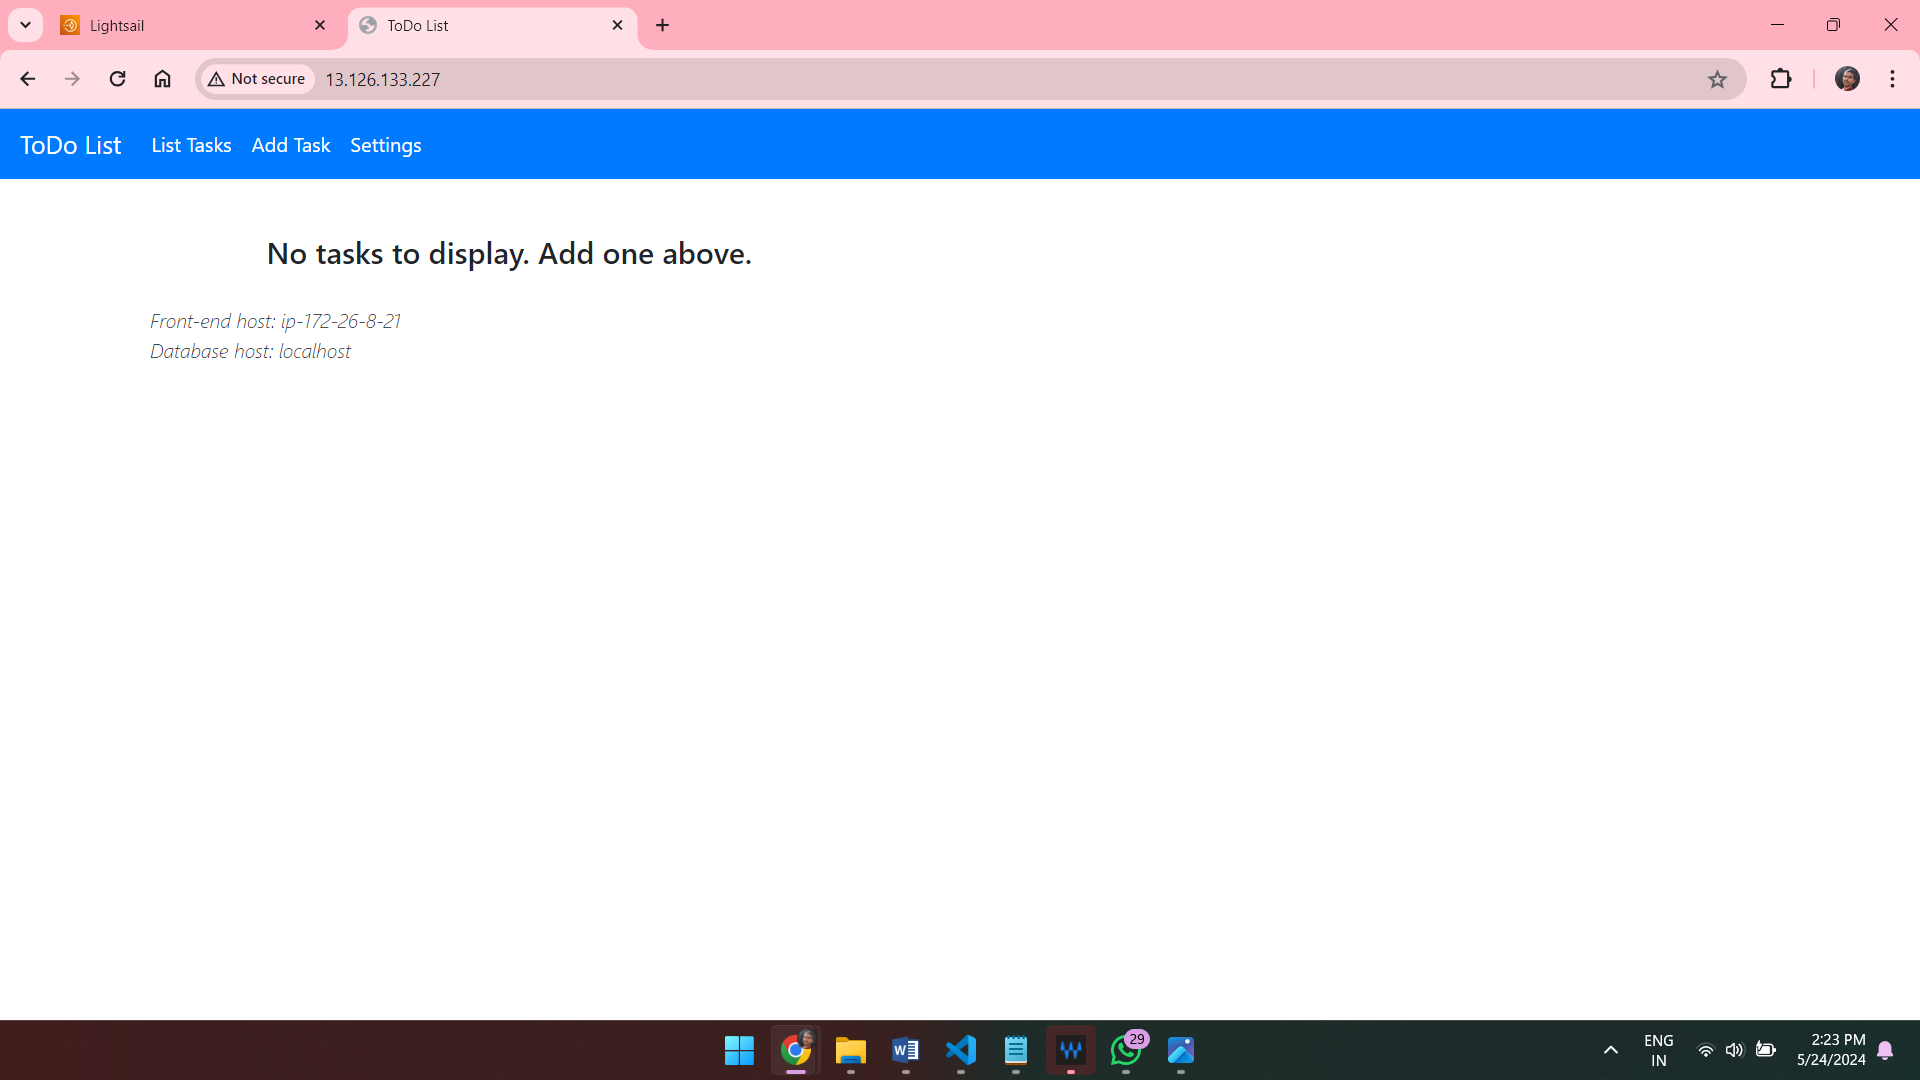 Lightsail
ToDo List
Not secure
13.126.133.227
ToDo List
List Tasks
Add Task
Settings
No tasks to display. Add one above.
Front-end host: ip-172-26-8-21
Database host: localhost
29
ENG
IN
2:23 PM
5/24/2024